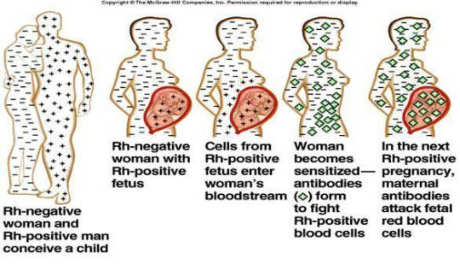 Copyright © The McGraw-Hill Companies, Inc. Permission required for reproduction or display.
Rh-negative
woman and
Rh-positive man
conceive a child
Rh-negative
woman with
Rh-positive
fetus
Cells from
Rh-positive
fetus enter
woman's
bloodstream
Woman
becomes
sensitized—
antibodies
(◇) form
to fight
Rh-positive
blood cells
In the next
Rh-positive
pregnancy,
maternal
antibodies
attack fetal
red blood
cells